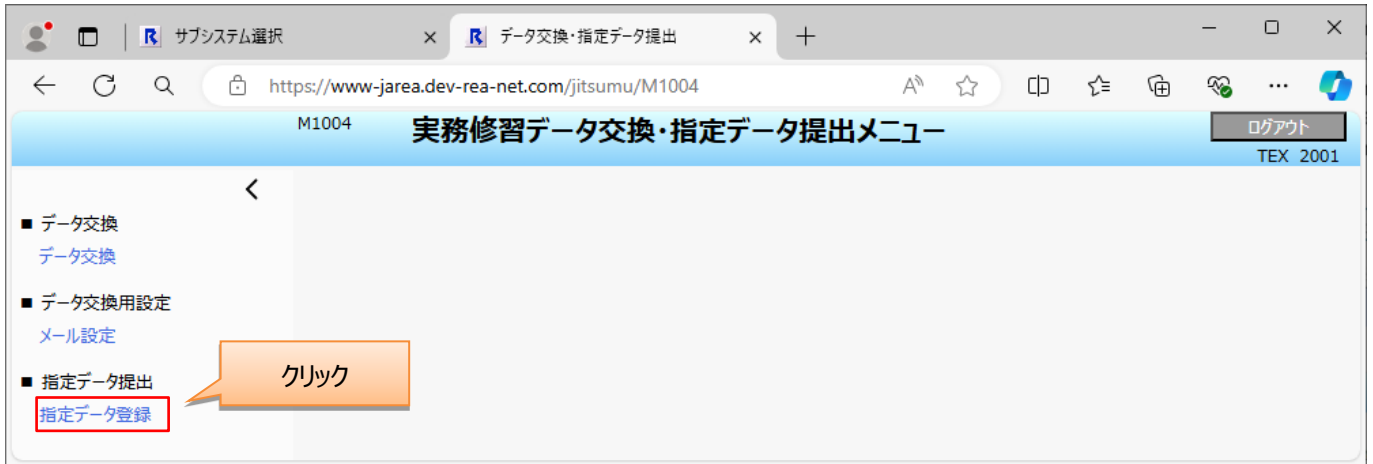 サブシステム選択
データ交換・指定データ提出
https://www-jarea.dev-rea-net.com/jitsumu/M1004
M1004
実務修習データ交換・指定データ提出メニュー
ログアウト
TEX 2001
■ データ交換
データ交換
■ データ交換用設定
メール設定
■ 指定データ提出
指定データ登録
クリック